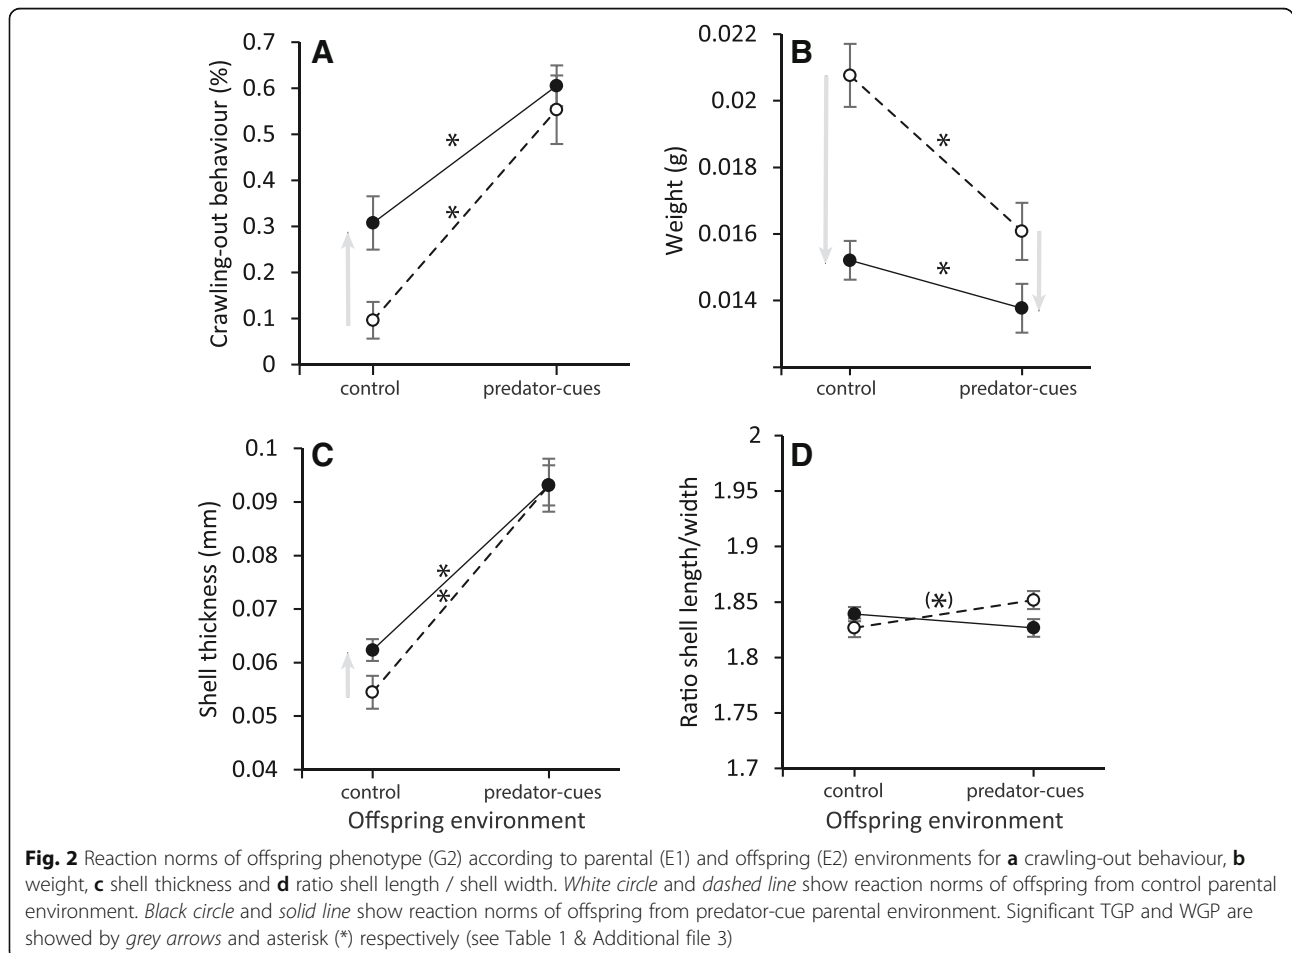 A
Crawling-out behaviour (%)
0.7
0.6
0.5
0.4
0.3
0.2
0.1
0
*
*
control
predator-cues
B
Weight (g)
0.022
0.02
0.018
0.016
0.014
*
*
control
predator-cues
C
Shell thickness (mm)
0.1
0.09
0.08
0.07
0.06
0.05
0.04
*
*
control
predator-cues
Offspring environment
D
Ratio shell length/width
2
1.95
1.9
1.85
1.8
1.75
1.7
(*)
control
predator-cues
Offspring environment
Fig. 2 Reaction norms of offspring phenotype (G2) according to parental (E1) and offspring (E2) environments for a crawling-out behaviour, b
weight, c shell thickness and d ratio shell length / shell width. White circle and dashed line show reaction norms of offspring from control parental
environment. Black circle and solid line show reaction norms of offspring from predator-cue parental environment. Significant TGP and WGP are
showed by grey arrows and asterisk (*) respectively (see Table 1 & Additional file 3)